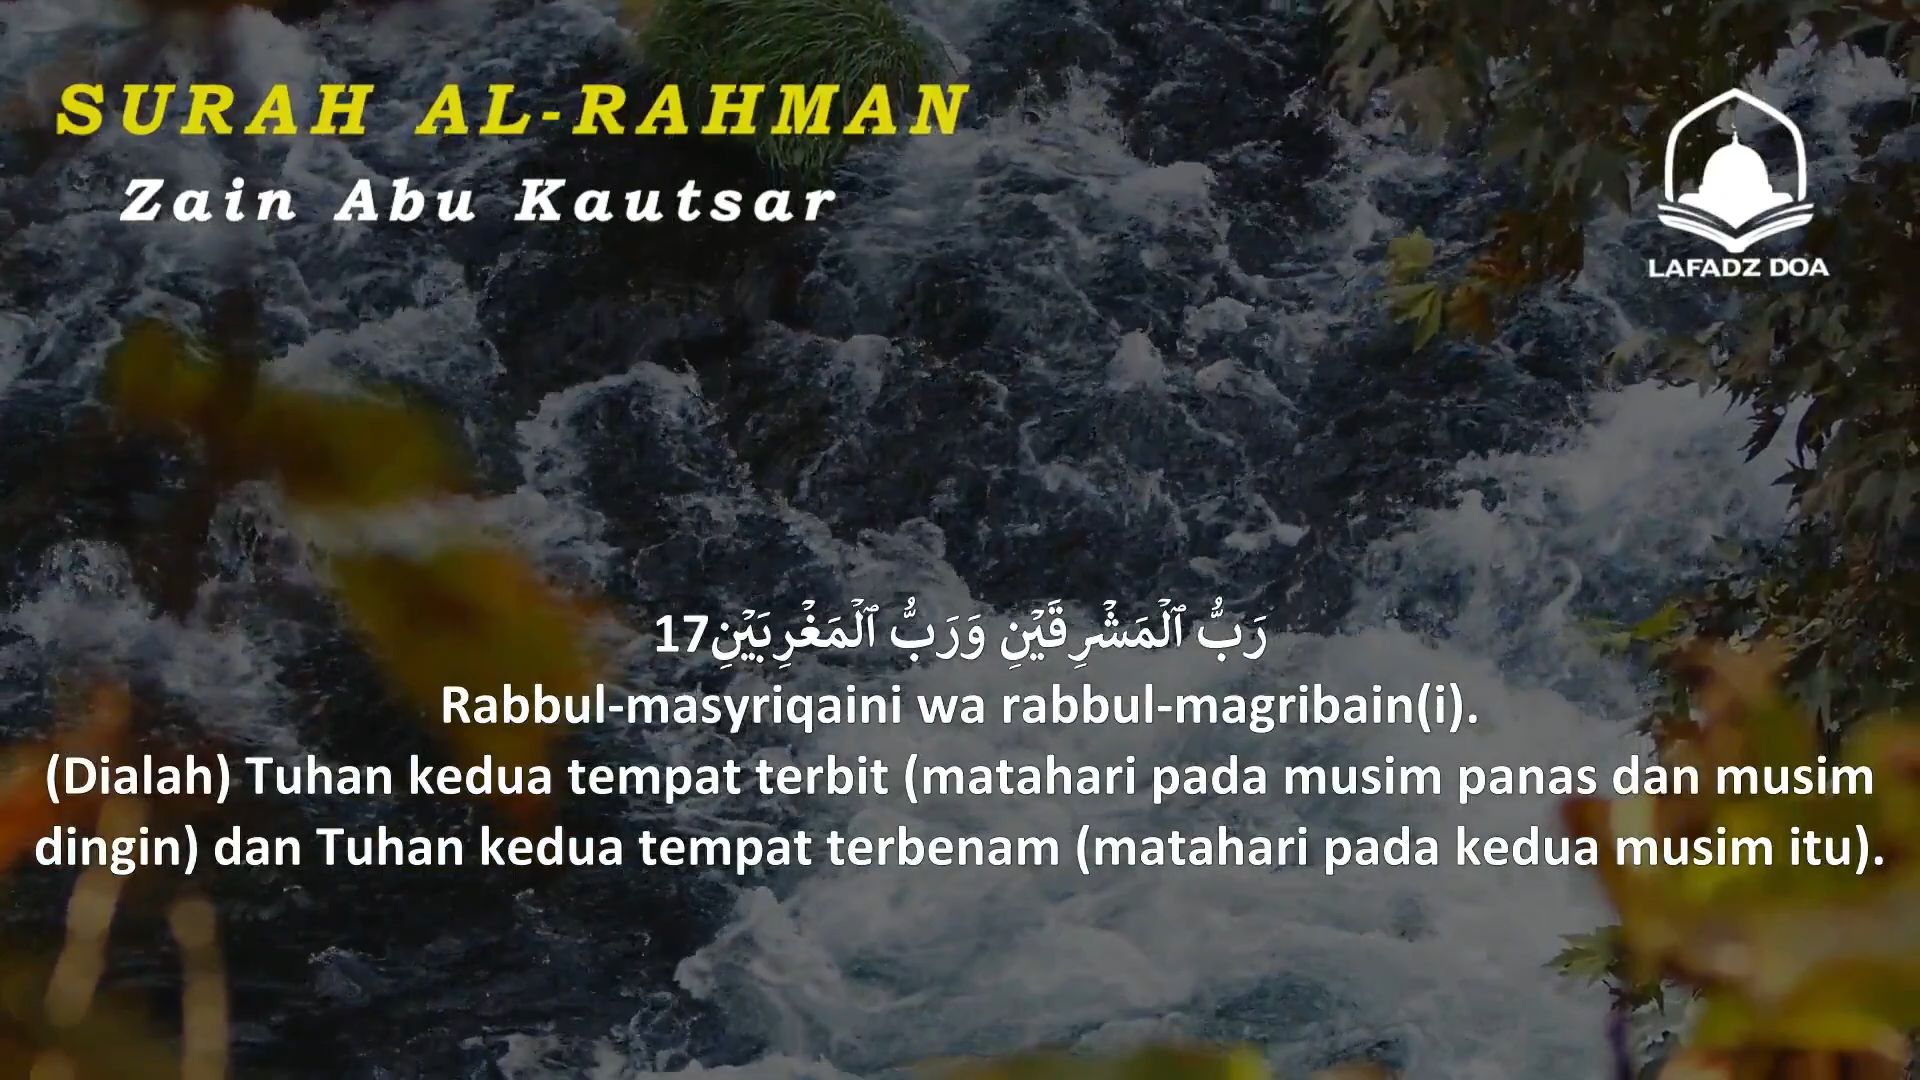 SURAH AL-RAHMAN
Zain Abu Kautsar
LAFADZ DOA
رَبُّ ٱلْمَشْرِقَيْنِ وَرَبُّ ٱلْمَغْرِبَيْنِ17
Rabbul-masyriqaini wa rabbul-magribain(i).
(Dialah) Tuhan kedua tempat terbit (matahari pada musim panas dan musim
dingin) dan Tuhan kedua tempat terbenam (matahari pada kedua musim itu).